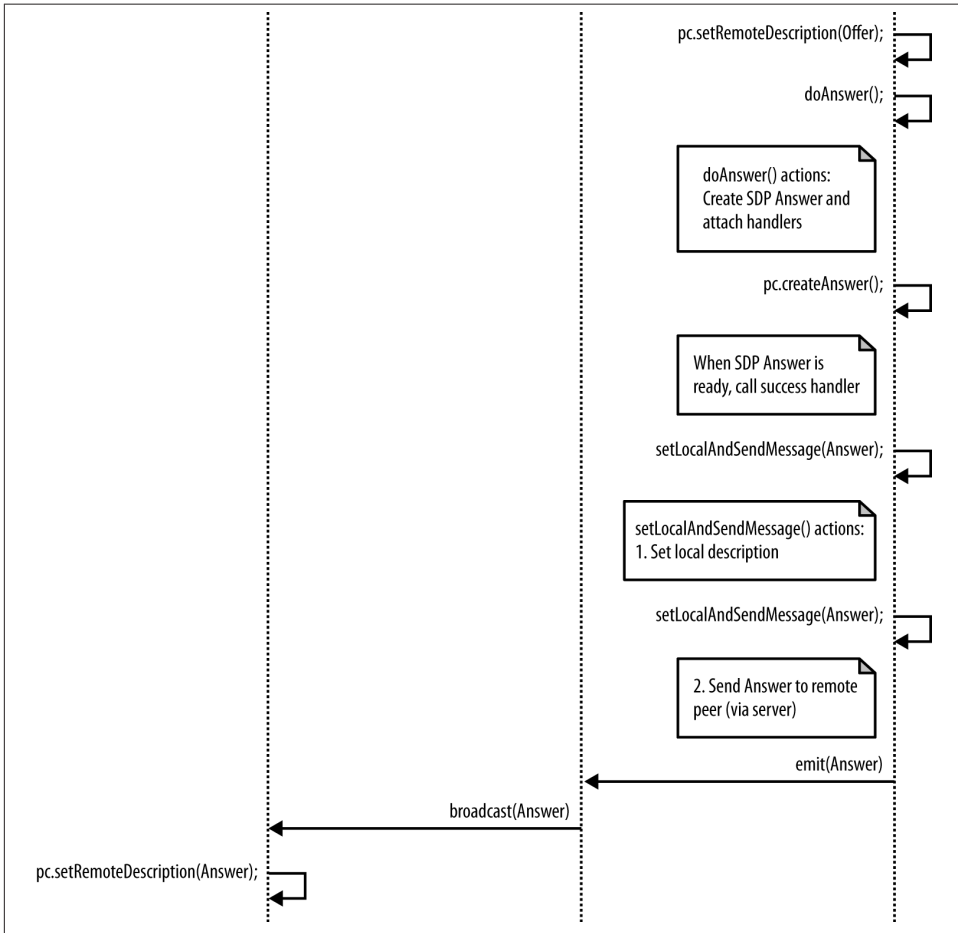 pc.setRemoteDescription(Offer);
doAnswer();
doAnswer() actions:
Create SDP Answer and
attach handlers
pc.createAnswer();
When SDP Answer is
ready, call success handler
setLocalAndSendMessage(Answer);
setLocalAndSendMessage() actions:
1. Set local description
setLocalAndSendMessage(Answer);
2. Send Answer to remote
peer (via server)
emit(Answer)
broadcast(Answer)
pc.setRemoteDescription(Answer);